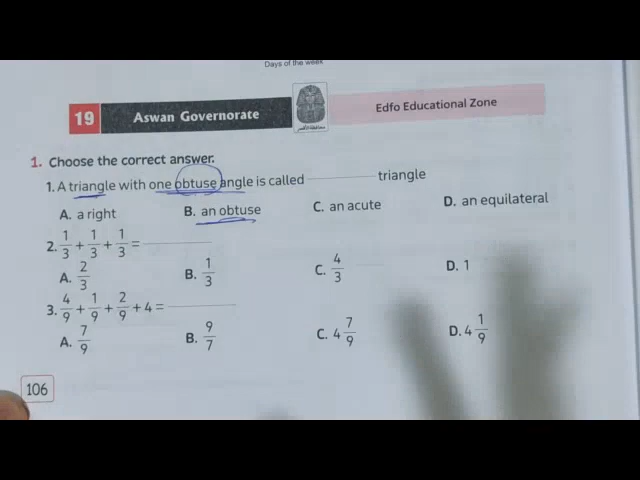 Days of the week
19 Aswan Governorate Edfo Educational Zone
1. Choose the correct answer.
1. A triangle with one obtuse angle is called ________ triangle
A. a right B. an obtuse C. an acute D. an equilateral
2. 1/3 + 1/3 + 1/3 = ________
A. 2/3 B. 1/3 C. 4/3 D. 1
3. 4/9 + 1/9 + 2/9 + 4 = ________
A. 7/9 B. 9/7 C. 4 7/9 D. 4 1/9
106